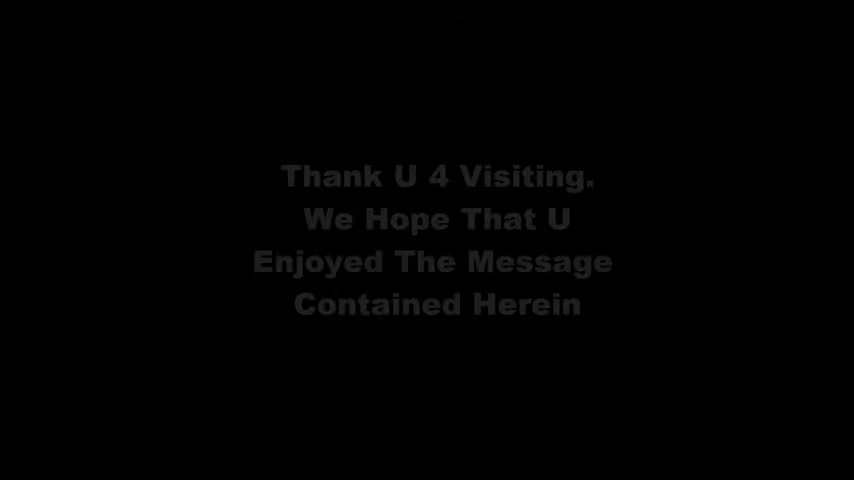 Thank U 4 Visiting.
We Hope That U
Enjoyed The Message
Contained Herein